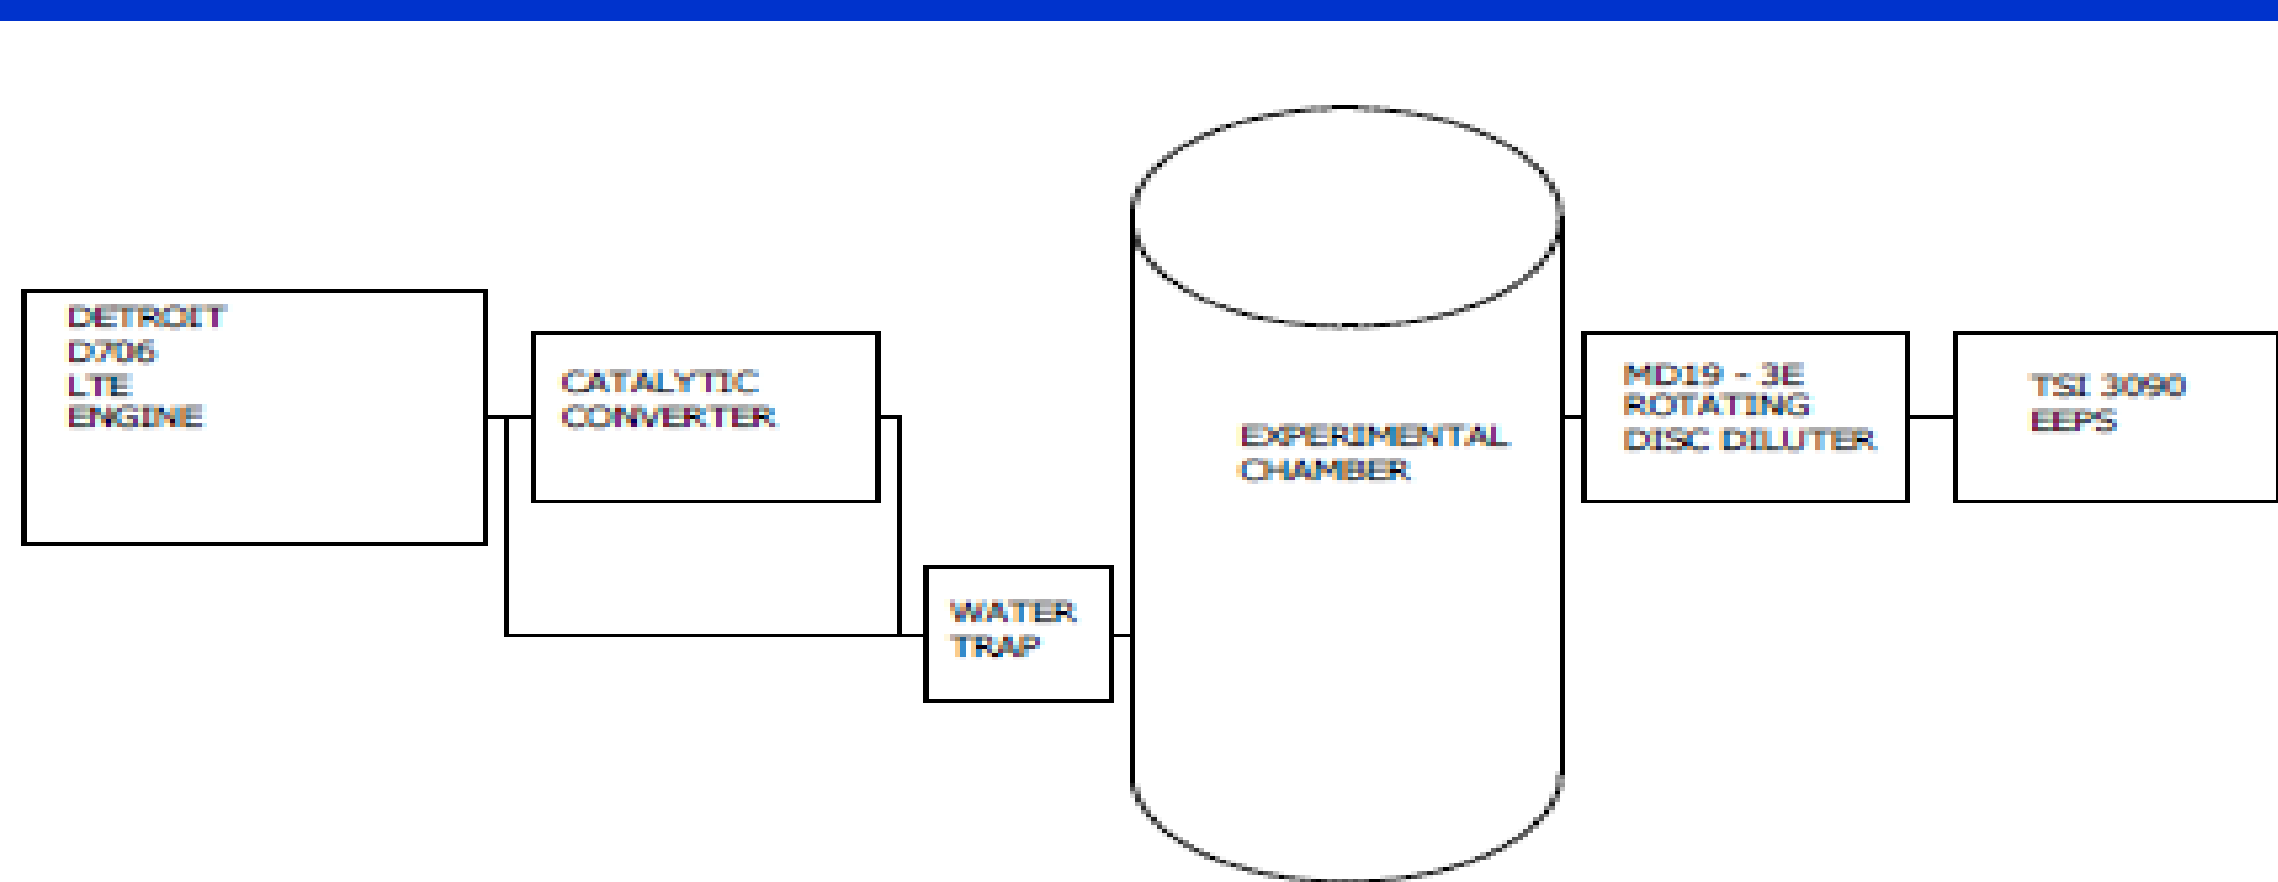 DETROIT
D706
LTE
ENGINE
CATALYTIC
CONVERTER
WATER
TRAP
EXPERIMENTAL
CHAMBER
MD19 - 3E
ROTATING
DISC DILUTER
TSI 3090
EEPS